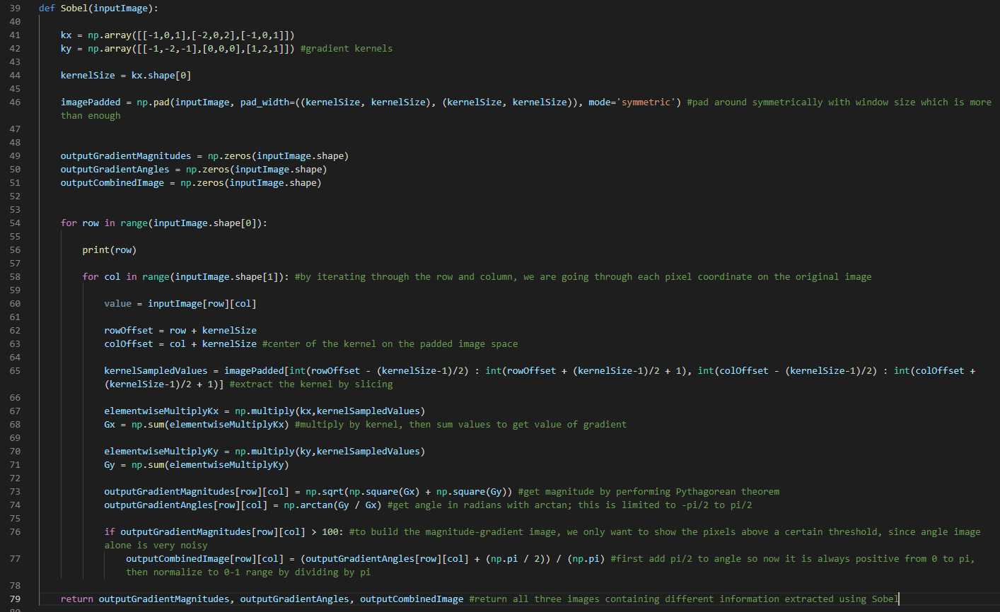 39 def Sobel(inputImage):
40
41 kx = np.array([[-1,0,1],[-2,0,2],[-1,0,1]])
42 ky = np.array([[-1,-2,-1],[0,0,0],[1,2,1]]) #gradient kernels
43
44 kernelSize = kx.shape[0]
45
46 imagePadded = np.pad(inputImage, pad_width=((kernelSize, kernelSize), (kernelSize, kernelSize)), mode='symmetric') #pad around symmetrically with window size which is more
than enough
47
48
49 outputGradientMagnitudes = np.zeros(inputImage.shape)
50 outputGradientAngles = np.zeros(inputImage.shape)
51 outputCombinedImage = np.zeros(inputImage.shape)
52
53
54 for row in range(inputImage.shape[0]):
55
56 print(row)
57
58 for col in range(inputImage.shape[1]): #by iterating through the row and column, we are going through each pixel coordinate on the original image
59
60 value = inputImage[row][col]
61
62 rowOffset = row + kernelSize
63 colOffset = col + kernelSize #center of the kernel on the padded image space
64
65 kernelSampledValues = imagePadded[int(rowOffset - (kernelSize-1)/2) : int(rowOffset + (kernelSize-1)/2 + 1), int(colOffset - (kernelSize-1)/2) : int(colOffset +
(kernelSize-1)/2 + 1)] #extract the kernel by slicing
66
67 elementwiseMultiplyKx = np.multiply(kx,kernelSampledValues)
68 Gx = np.sum(elementwiseMultiplyKx) #multiply by kernel, then sum values to get value of gradient
69
70 elementwiseMultiplyKy = np.multiply(ky,kernelSampledValues)
71 Gy = np.sum(elementwiseMultiplyKy)
72
73 outputGradientMagnitudes[row][col] = np.sqrt(np.square(Gx) + np.square(Gy)) #get magnitude by performing Pythagorean theorem
74 outputGradientAngles[row][col] = np.arctan(Gy / Gx) #get angle in radians with arctan; this is limited to -pi/2 to pi/2
75
76 if outputGradientMagnitudes[row][col] > 100: #to build the magnitude-gradient image, we only want to show the pixels above a certain threshold, since angle image
alone is very noisy
77 outputCombinedImage[row][col] = (outputGradientAngles[row][col] + (np.pi / 2)) / (np.pi) #first add pi/2 to angle so now it is always positive from 0 to pi,
then normalize to 0-1 range by dividing by pi
78
79 return outputGradientMagnitudes, outputGradientAngles, outputCombinedImage #return all three images containing different information extracted using Sobel